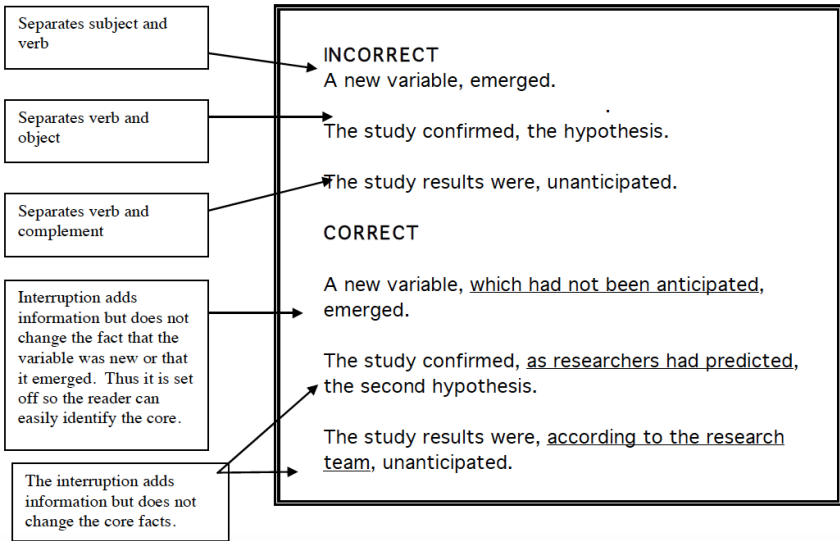 Separates subject and
verb
Separates verb and
object
Separates verb and
complement
Interruption adds
information but does not
change the fact that the
variable was new or that
it emerged.  Thus it is set
off so the reader can
easily identify the core.
The interruption adds
information but does not
change the core facts.
INCORRECT
A new variable, emerged.
The study confirmed, the hypothesis.
The study results were, unanticipated.
CORRECT
A new variable, which had not been anticipated,
emerged.
The study confirmed, as researchers had predicted,
the second hypothesis.
The study results were, according to the research
team, unanticipated.